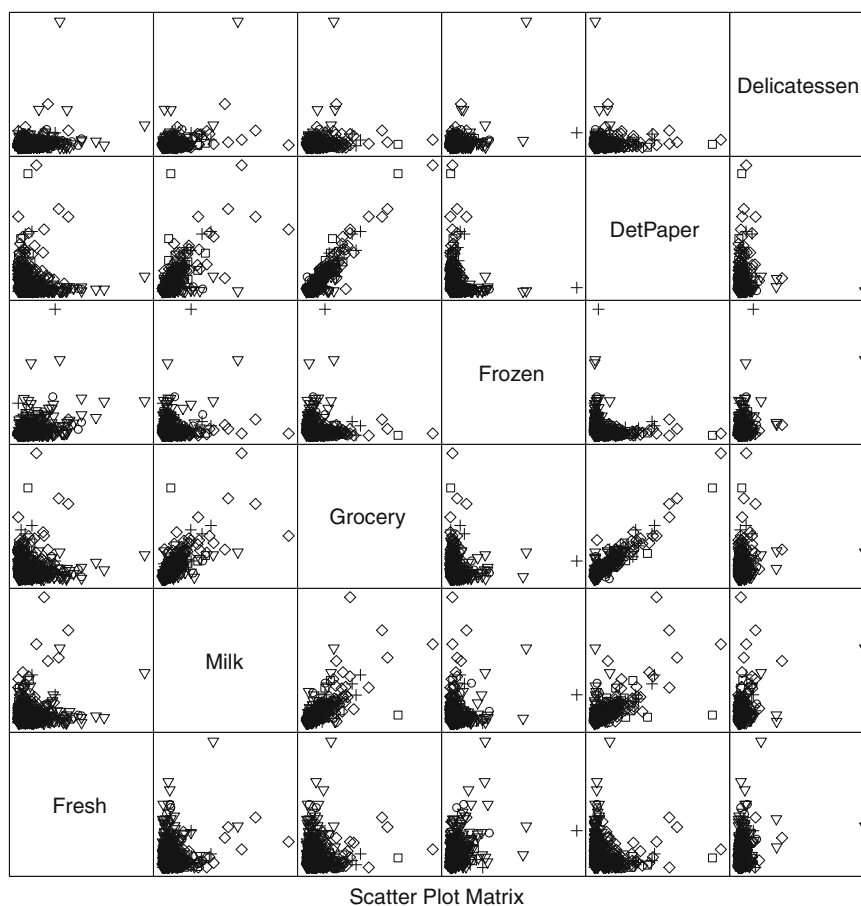 Delicatessen
DetPaper
Frozen
Grocery
Milk
Fresh
Scatter Plot Matrix